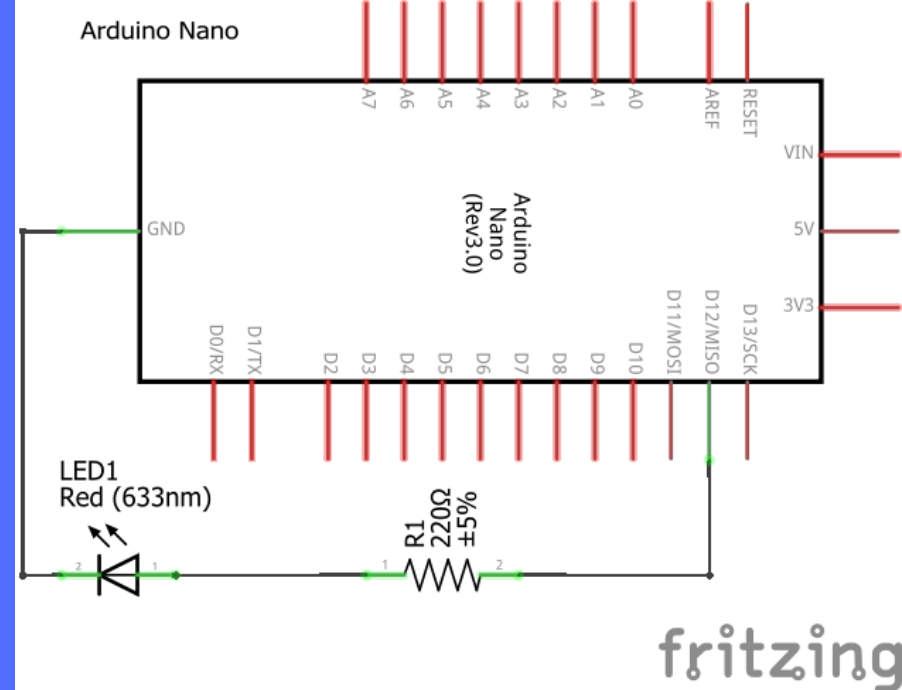 Arduino Nano
A7
A6
A5
A4
A3
A2
A1
A0
AREF
RESET
VIN
5V
3V3
GND
Arduino
Nano
(Rev3.0)
D0/RX
D1/TX
D2
D3
D4
D5
D6
D7
D8
D9
D10
D11/MOSI
D12/MISO
D13/SCK
LED1
Red (633nm)
2
1
R1
220Ω
±5%
1
2
fritzing